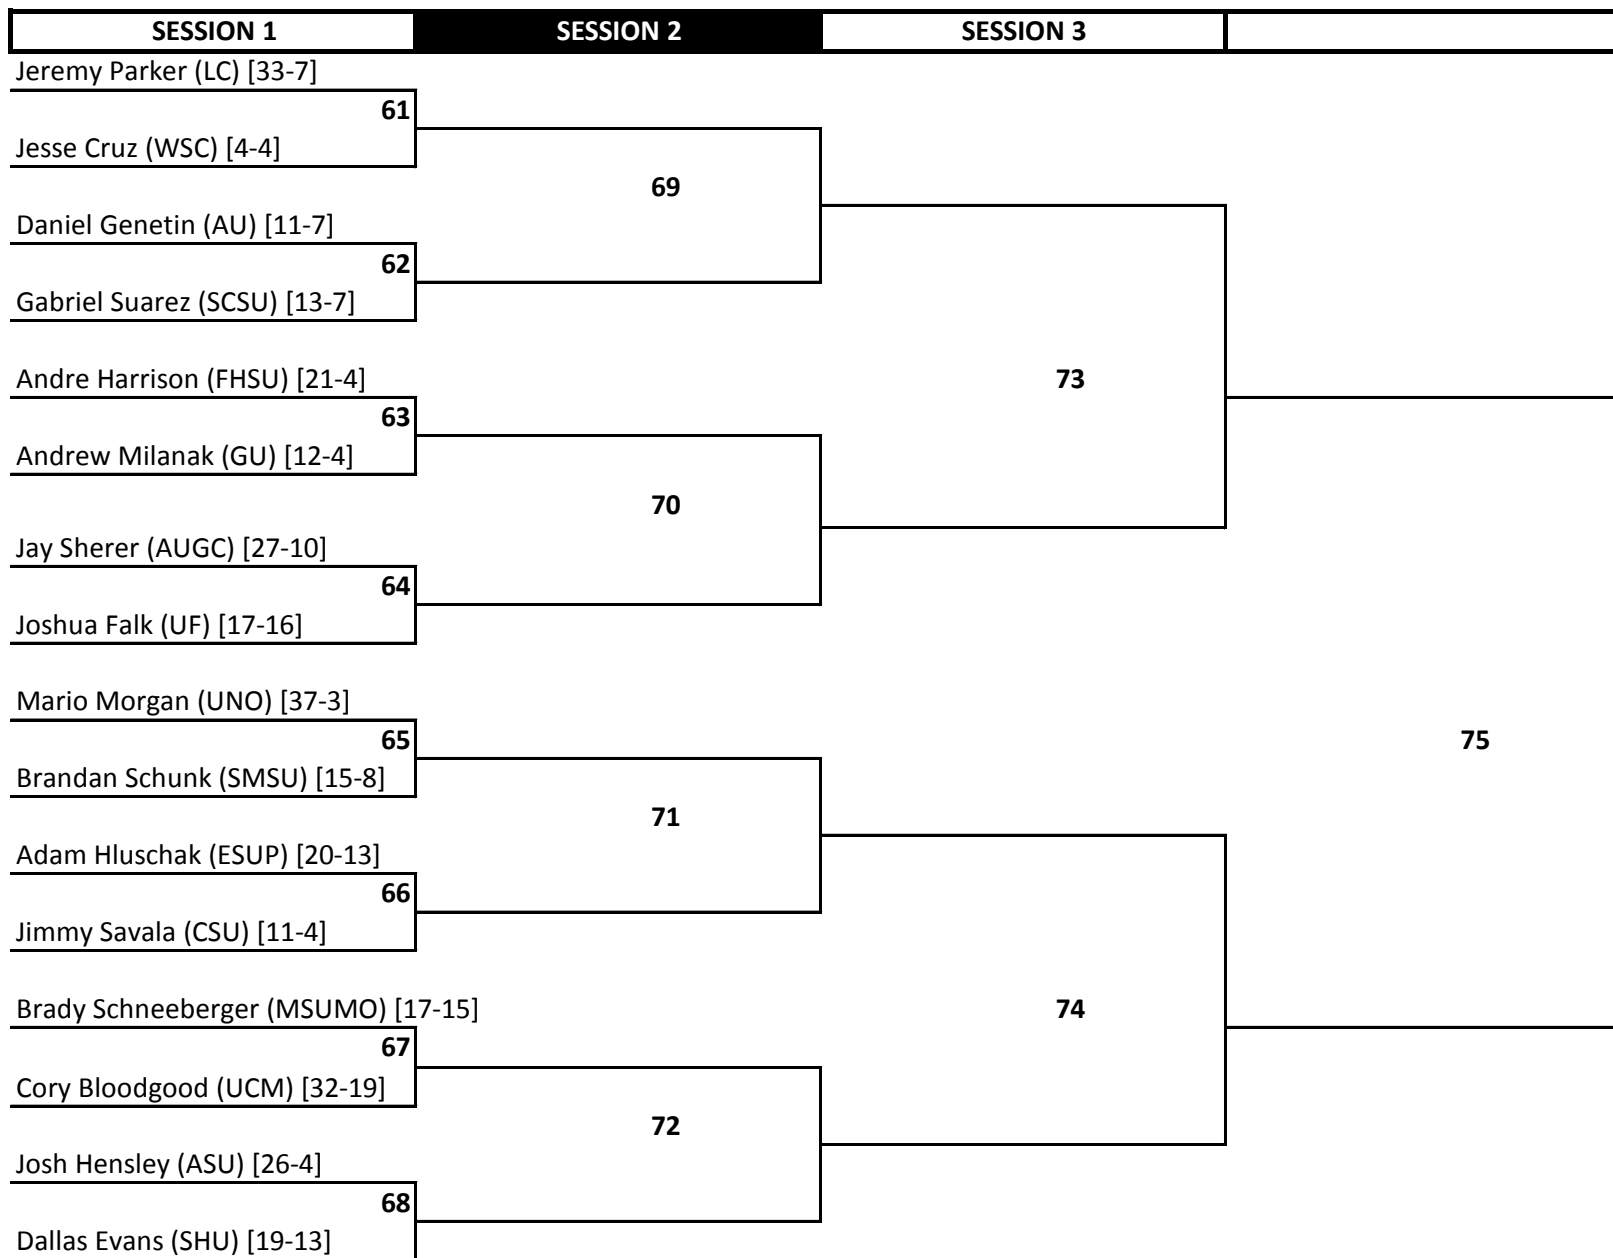 SESSION 1 SESSION 2 SESSION 3
Jeremy Parker (LC) [33-7]
61
Jesse Cruz (WSC) [4-4]
69
Daniel Genetin (AU) [11-7]
62
Gabriel Suarez (SCSU) [13-7]
Andre Harrison (FHSU) [21-4]
73
63
Andrew Milanak (GU) [12-4]
70
Jay Sherer (AUGC) [27-10]
64
Joshua Falk (UF) [17-16]
Mario Morgan (UNO) [37-3]
65
75
Brandan Schunk (SMSU) [15-8]
71
Adam Hluschak (ESUP) [20-13]
66
Jimmy Savala (CSU) [11-4]
Brady Schneeberger (MSUMO) [17-15]
74
67
Cory Bloodgood (UCM) [32-19]
72
Josh Hensley (ASU) [26-4]
68
Dallas Evans (SHU) [19-13]